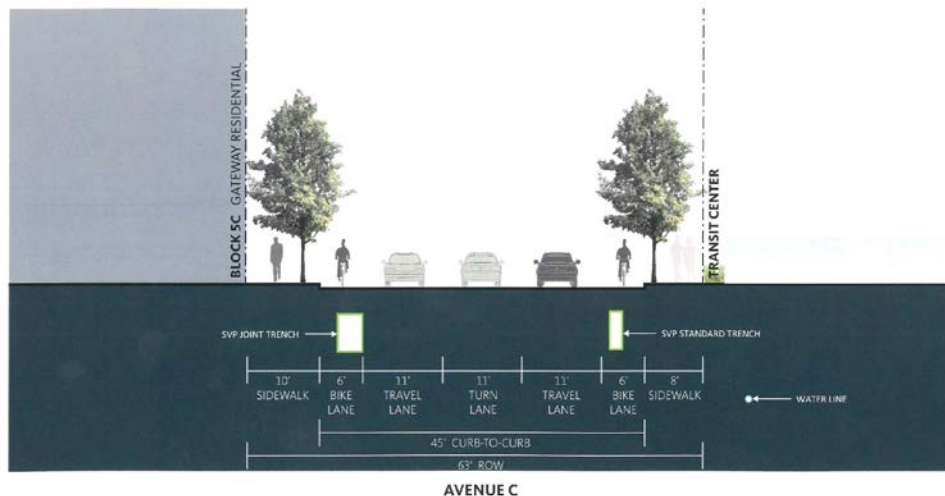 BLOCK 5C GATEWAY RESIDENTIAL
TRANSIT CENTER
SVP JOINT TRENCH
SVP STANDARD TRENCH
10'
SIDEWALK
6'
BIKE
LANE
11'
TRAVEL
LANE
11'
TURN
LANE
11'
TRAVEL
LANE
6'
BIKE
LANE
8'
SIDEWALK
WATER LINE
45' CURB-TO-CURB
63' ROW
AVENUE C